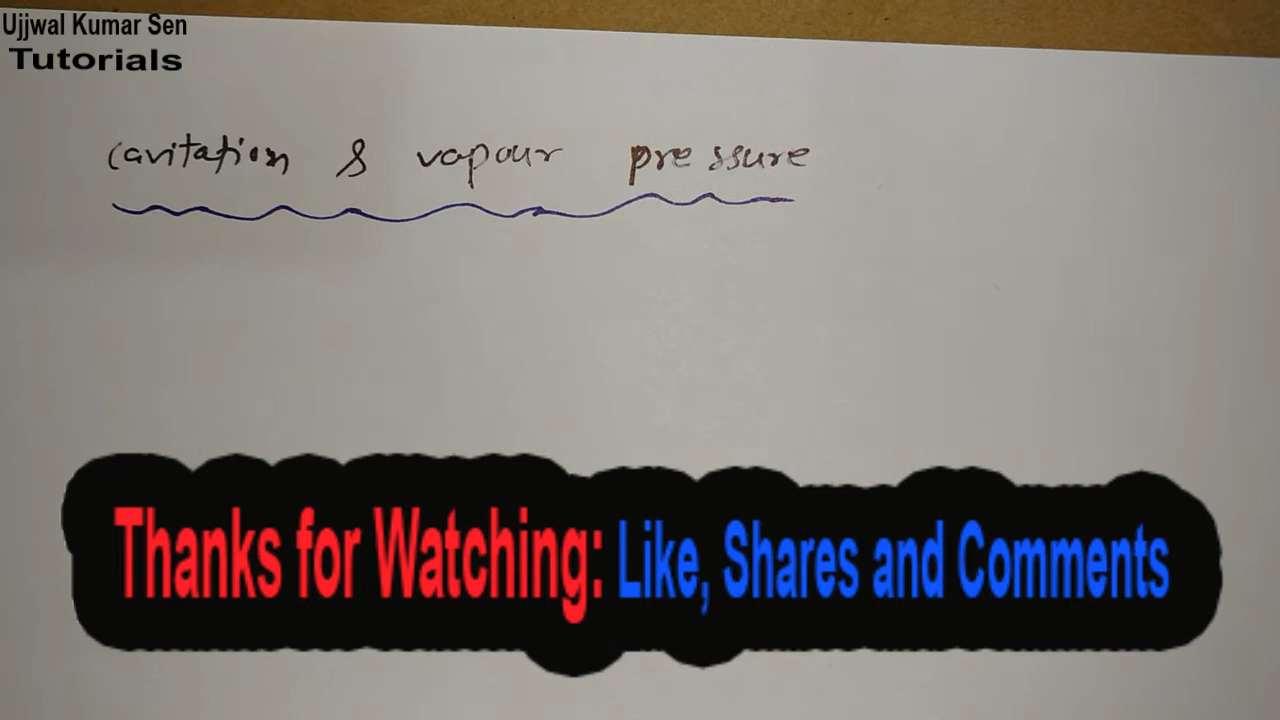 Ujjwal Kumar Sen
Tutorials
cavitation & vapour pressure
Thanks for Watching: Like, Shares and Comments